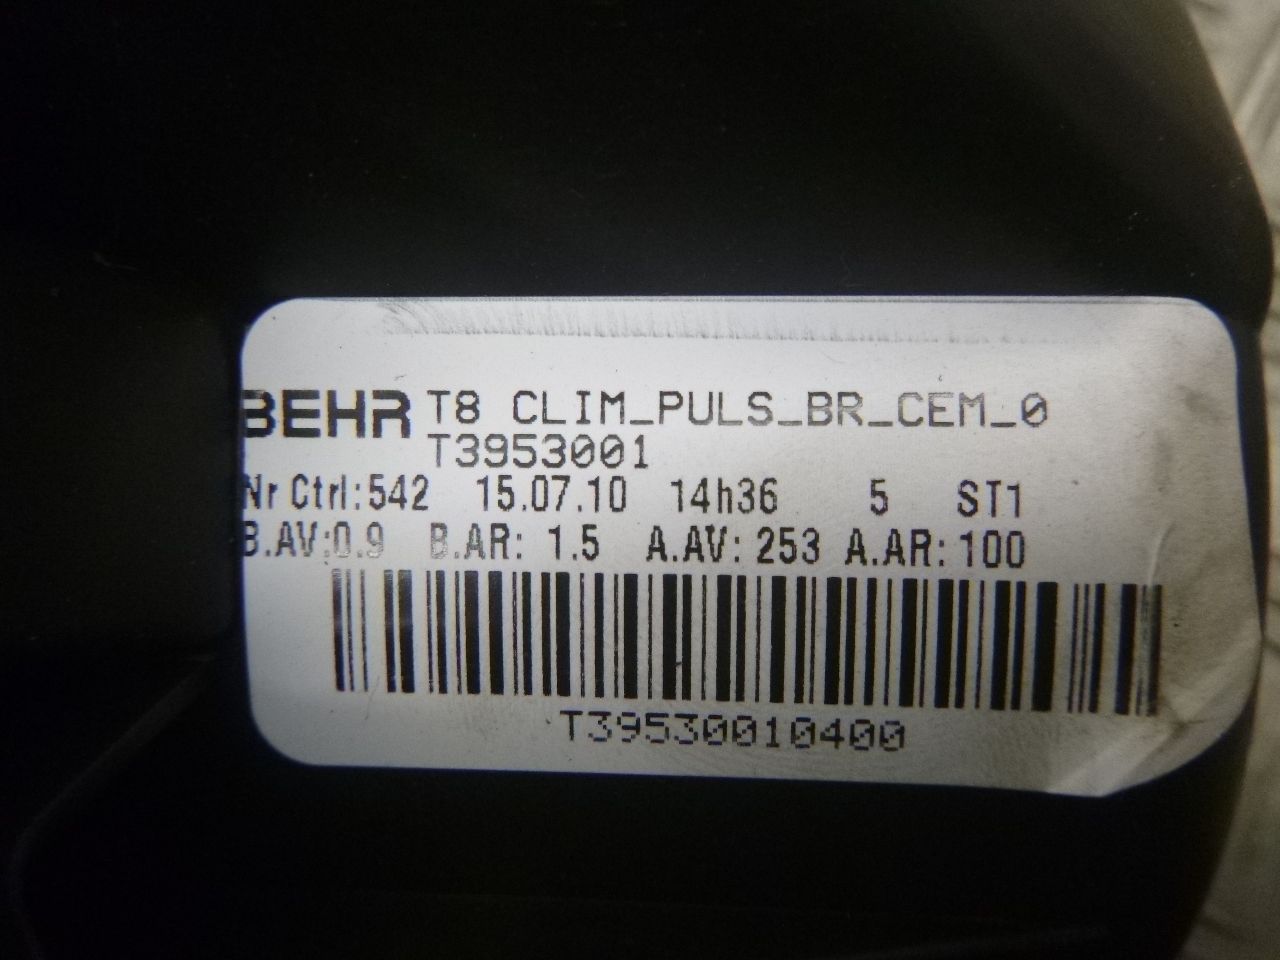 BEHR T8 CLIM_PULS_BR_CEM_0
T3953001
Nr Ctrl:542 15.07.10 14h36 5 ST1
B.AV:0.9 B.AR: 1.5 A.AV: 253 A.AR: 100
T39530010400